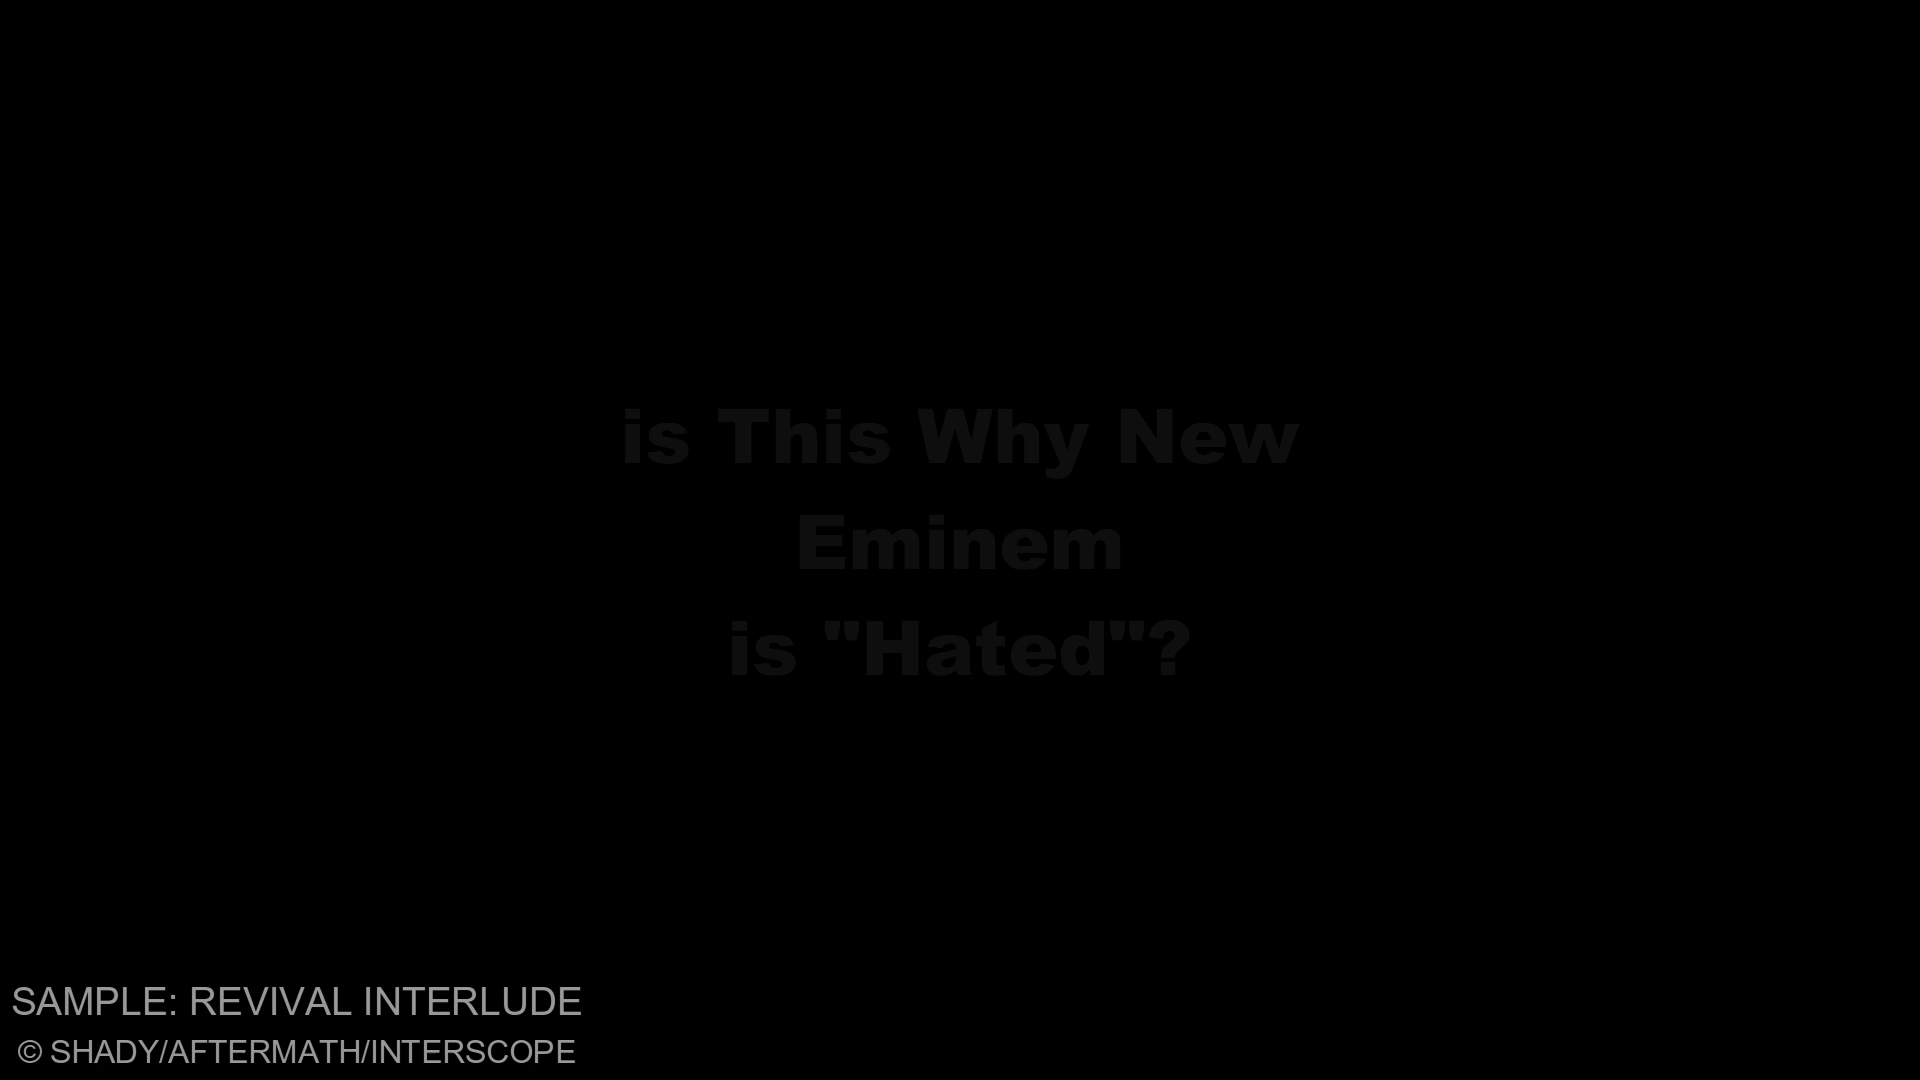 is This Why New
Eminem
is "Hated"?
SAMPLE: REVIVAL INTERLUDE
© SHADY/AFTERMATH/INTERSCOPE